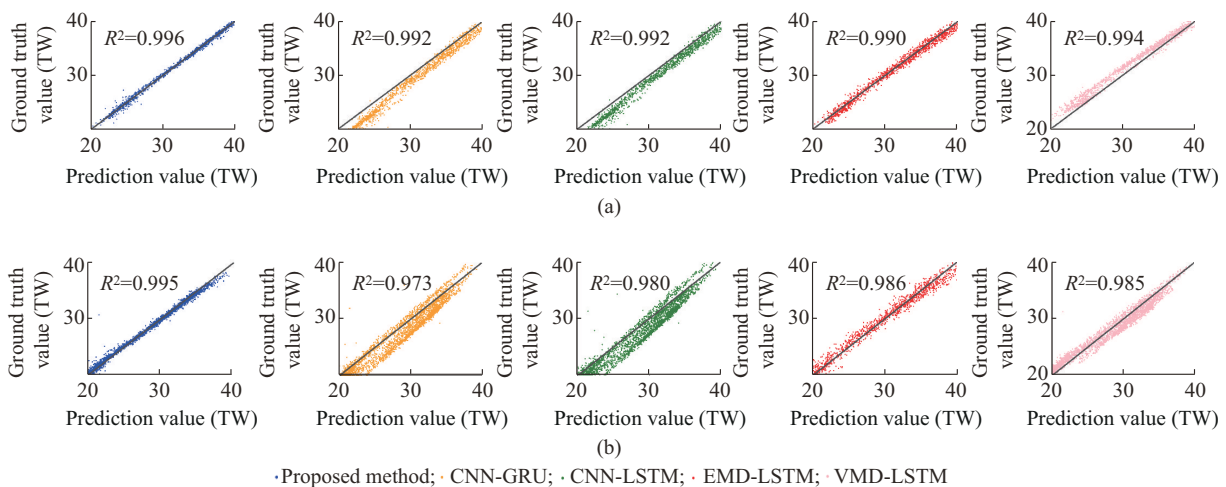 Ground truth value (TW) 40 30 R²=0.996 20 30 40 Prediction value (TW)
Ground truth value (TW) 40 30 R²=0.992 20 30 40 Prediction value (TW)
Ground truth value (TW) 40 30 R²=0.992 20 30 40 Prediction value (TW)
Ground truth value (TW) 40 30 R²=0.990 20 30 40 Prediction value (TW)
Ground truth value (TW) 40 30 20 R²=0.994 20 30 40 Prediction value (TW)
(a)
Ground truth value (TW) 40 30 R²=0.995 20 30 40 Prediction value (TW)
Ground truth value (TW) 40 30 R²=0.973 20 30 40 Prediction value (TW)
Ground truth value (TW) 40 30 R²=0.980 20 30 40 Prediction value (TW)
Ground truth value (TW) 40 30 R²=0.986 20 30 40 Prediction value (TW)
Ground truth value (TW) 40 30 20 R²=0.985 20 30 40 Prediction value (TW)
(b)
Proposed method; CNN-GRU; CNN-LSTM; EMD-LSTM; VMD-LSTM